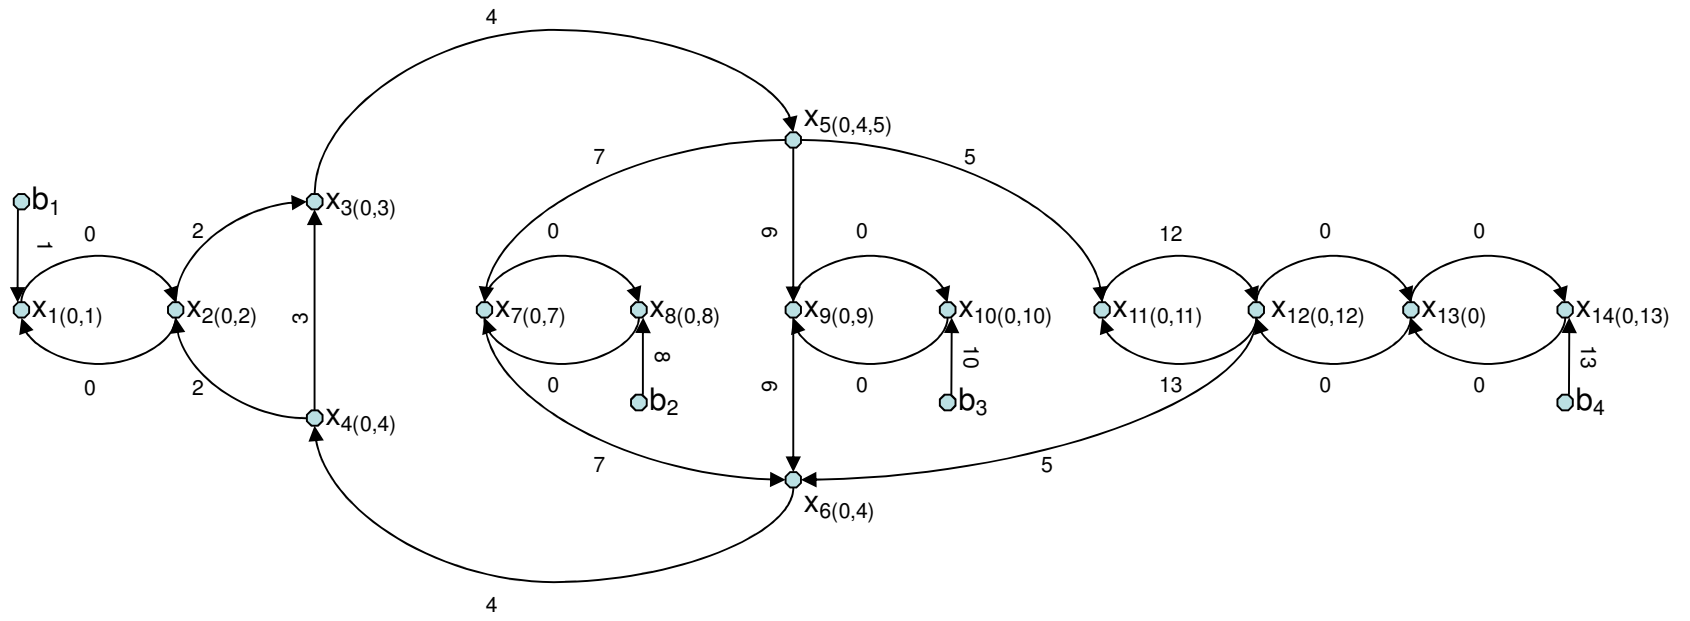 4
x5(0,4,5)
7
5
b1
x3(0,3)
1
0
2
9
0
0
12
0
0
x1(0,1)
x2(0,2)
3
x7(0,7)
x8(0,8)
x9(0,9)
x10(0,10)
x11(0,11)
x12(0,12)
x13(0)
x14(0,13)
8
10
13
0
2
0
9
0
13
0
0
b2
b3
b4
x4(0,4)
7
5
x6(0,4)
4